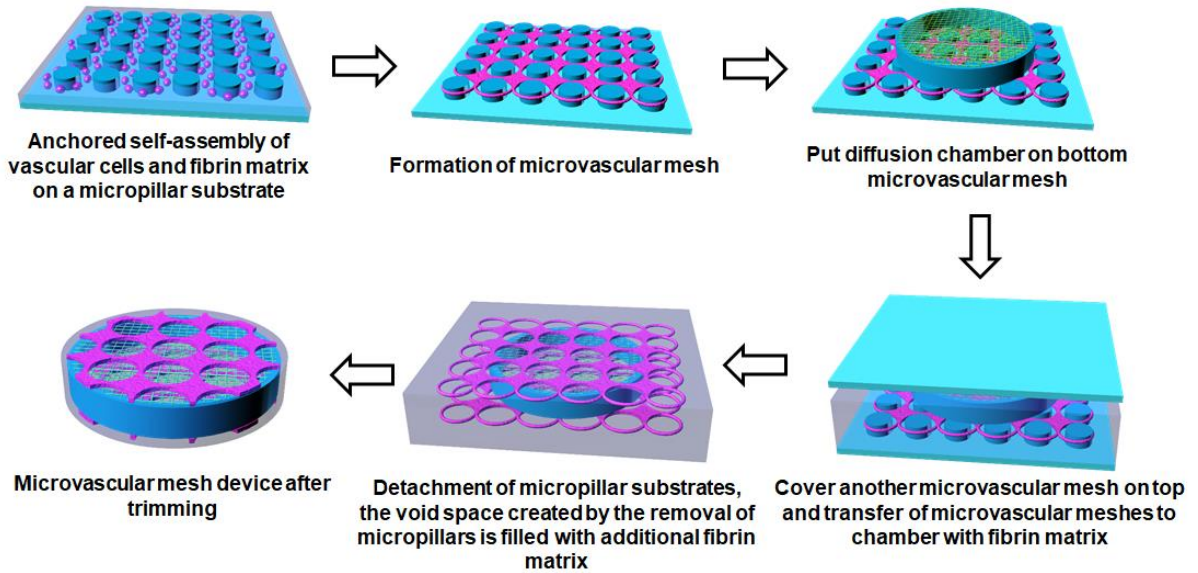 Anchored self-assembly of
vascular cells and fibrin matrix
on a micropillar substrate
Formation of microvascular mesh
Put diffusion chamber on bottom
microvascular mesh
Microvascular mesh device after
trimming
Detachment of micropillar substrates,
the void space created by the removal of
micropillars is filled with additional fibrin
matrix
Cover another microvascular mesh on top
and transfer of microvascular meshes to
chamber with fibrin matrix